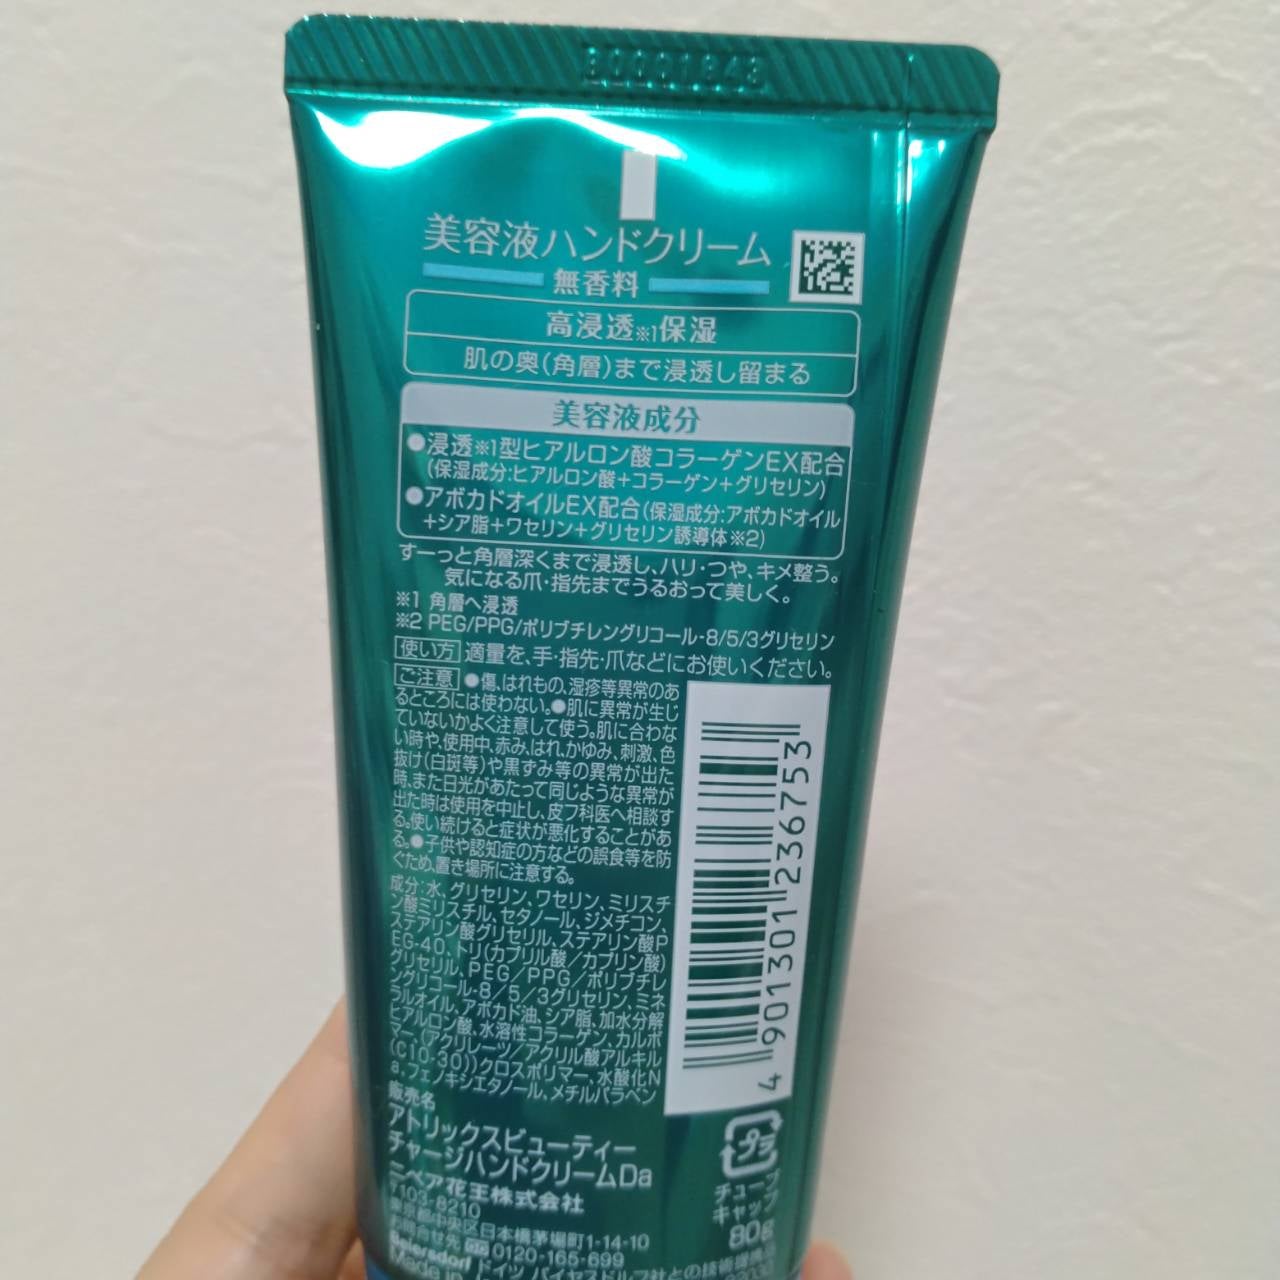 美容液ハンドクリーム
無香料
高浸透※1保湿
肌の奥(角層)まで浸透し留まる
美容液成分
●浸透※1型ヒアルロン酸コラーゲンEX配合
(保湿成分:ヒアルロン酸+コラーゲン+グリセリン)
●アボカドオイルEX配合(保湿成分:アボカドオイル
+シア脂+ワセリン+グリセリン誘導体※2)
すーっと角層深くまで浸透し、ハリ・つや、キメ整う。
気になる爪・指先までうるおって美しく。
※1 角層へ浸透
※2 PEG/PPG/ポリブチレングリコール-8/5/3グリセリン
使い方 適量を、手・指先・爪などにお使いください。
ご注意 ●傷、はれもの、湿疹等異常のあ
るところには使わない。●肌に異常が生じ
ていないかよく注意して使う。肌に合わな
い時や、使用中、赤み、はれ、かゆみ、刺激、色
抜け(白斑等)や黒ずみ等の異常が出た
時、また日光があたって同じような異常が
出た時は使用を中止し、皮フ科医へ相談す
る。使い続けると症状が悪化することがあ
る。●子供や認知症の方などの誤食等を防
ぐため、置き場所に注意する。
成分:水、グリセリン、ワセリン、ミリスチ
ン酸ミリスチル、セタノール、ジメチコン、
ステアリン酸グリセリル、ステアリン酸P
EG-40、トリ(カプリル酸/カプリン酸)
グリセリル、PEG/PPG/ポリブチレ
ングリコール-8/5/3グリセリン、ミネ
ラルオイル、アボカド油、シア脂、加水分解
ヒアルロン酸、水溶性コラーゲン、カルボ
マー、(アクリレーツ/アクリル酸アルキル
(C10-30))クロスポリマー、水酸化N
a、フェノキシエタノール、メチルパラベン
4 901301 236753
販売名
アトリックスビューティー
チャージハンドクリームDa
ニベア花王株式会社
〒103-8210
東京都中央区日本橋茅場町1-14-10
お問合せ先 0120-165-699
Beiersdorf ドイツ バイヤスドルフ社との技術提携品
Made in
プラ
チューブ
キャップ
80g